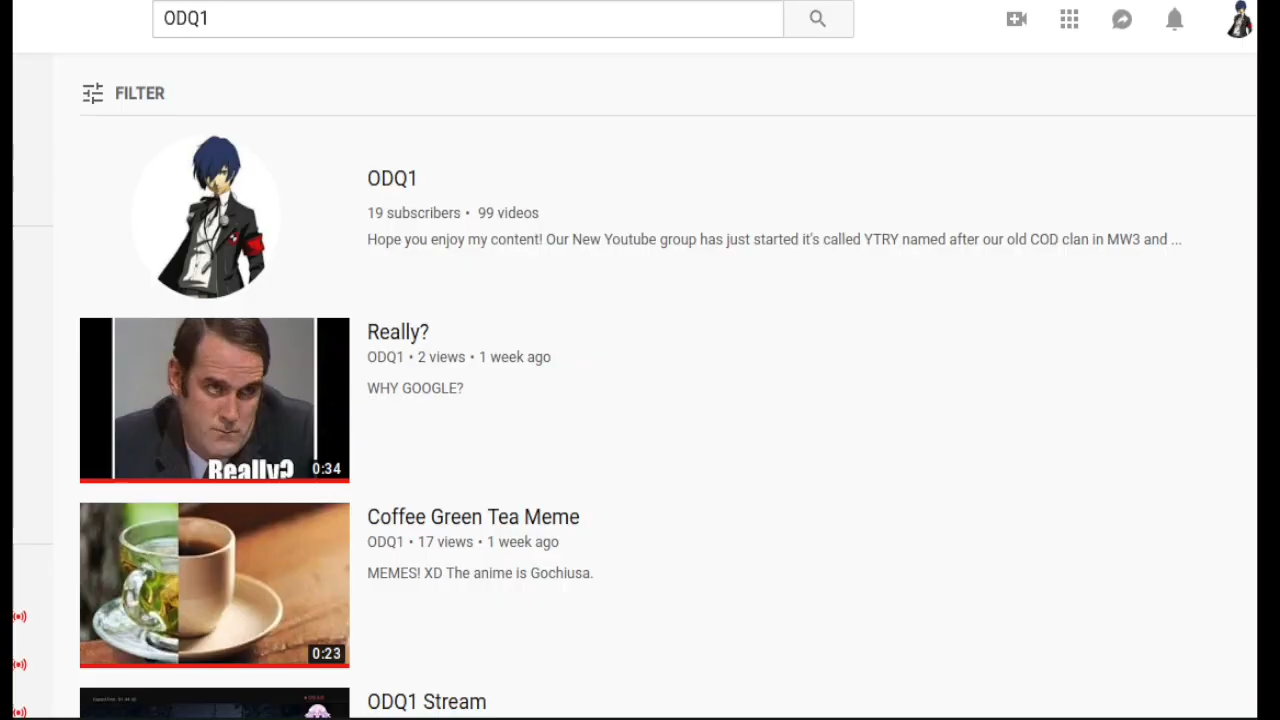 ODQ1
FILTER
ODQ1
19 subscribers • 99 videos
Hope you enjoy my content! Our New Youtube group has just started it's called YTRY named after our old COD clan in MW3 and ...
Really?
ODQ1 • 2 views • 1 week ago
WHY GOOGLE?
Really?
0:34
Coffee Green Tea Meme
ODQ1 • 17 views • 1 week ago
MEMES! XD The anime is Gochiusa.
0:23
ODQ1 Stream